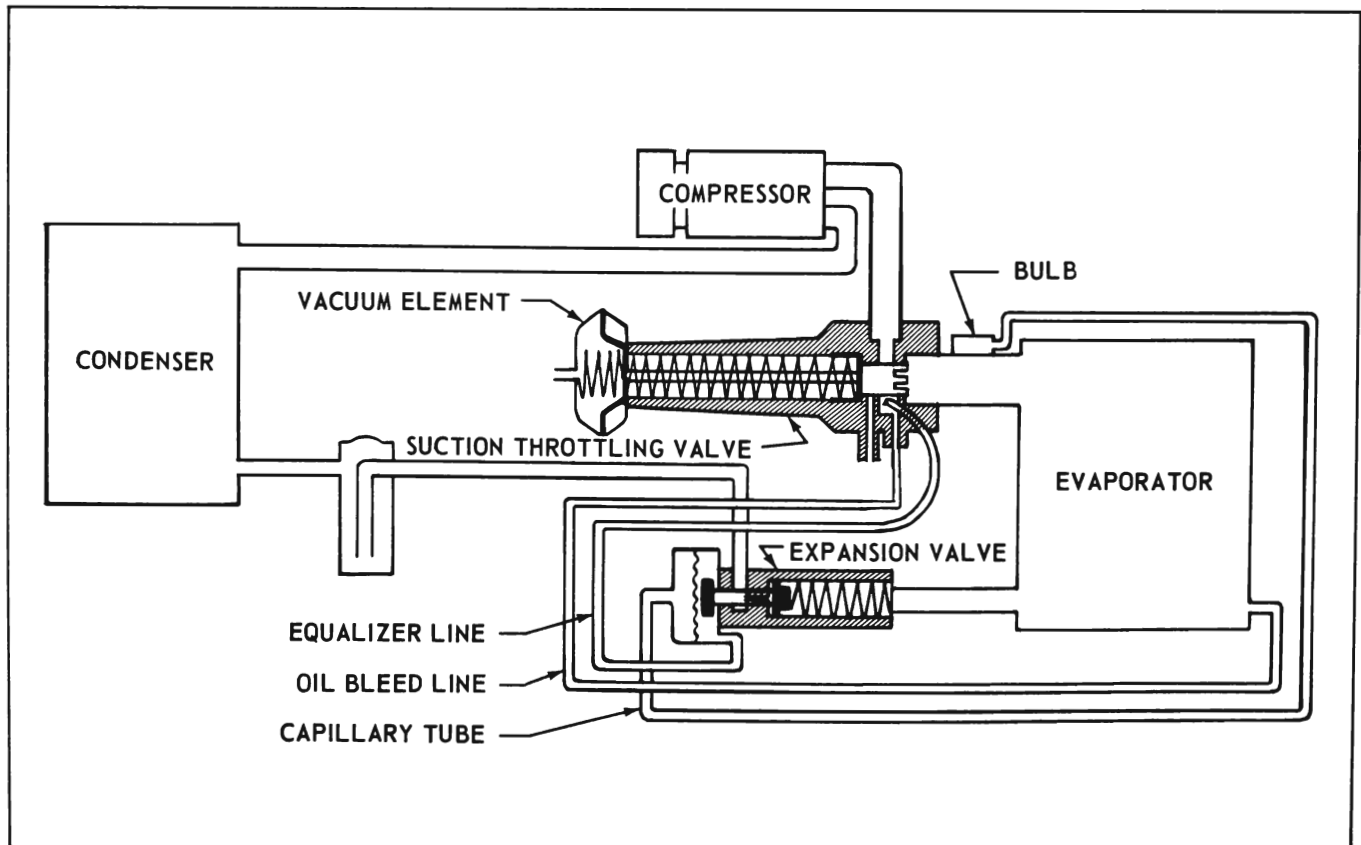 COMPRESSOR
BULB
VACUUM ELEMENT
CONDENSER
SUCTION THROTTLING VALVE
EVAPORATOR
EXPANSION VALVE
EQUALIZER LINE
OIL BLEED LINE
CAPILLARY TUBE